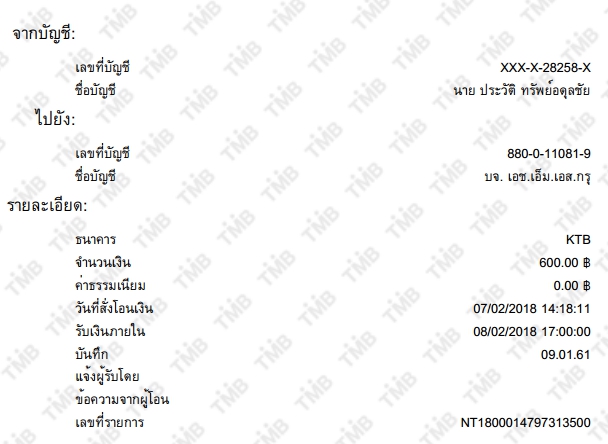 จากบัญชี:
เลขที่บัญชี XXX-X-28258-X
ชื่อบัญชี นาย ประวัติ ทรัพย์อดุลชัย
ไปยัง:
เลขที่บัญชี 880-0-11081-9
ชื่อบัญชี บจ. เอช.เอ็ม.เอส.กรุ
รายละเอียด:
ธนาคาร KTB
จำนวนเงิน 600.00 ฿
ค่าธรรมเนียม 0.00 ฿
วันที่สั่งโอนเงิน 07/02/2018 14:18:11
รับเงินภายใน 08/02/2018 17:00:00
บันทึก 09.01.61
แจ้งผู้รับโดย
ข้อความจากผู้โอน
เลขที่รายการ NT1800014797313500